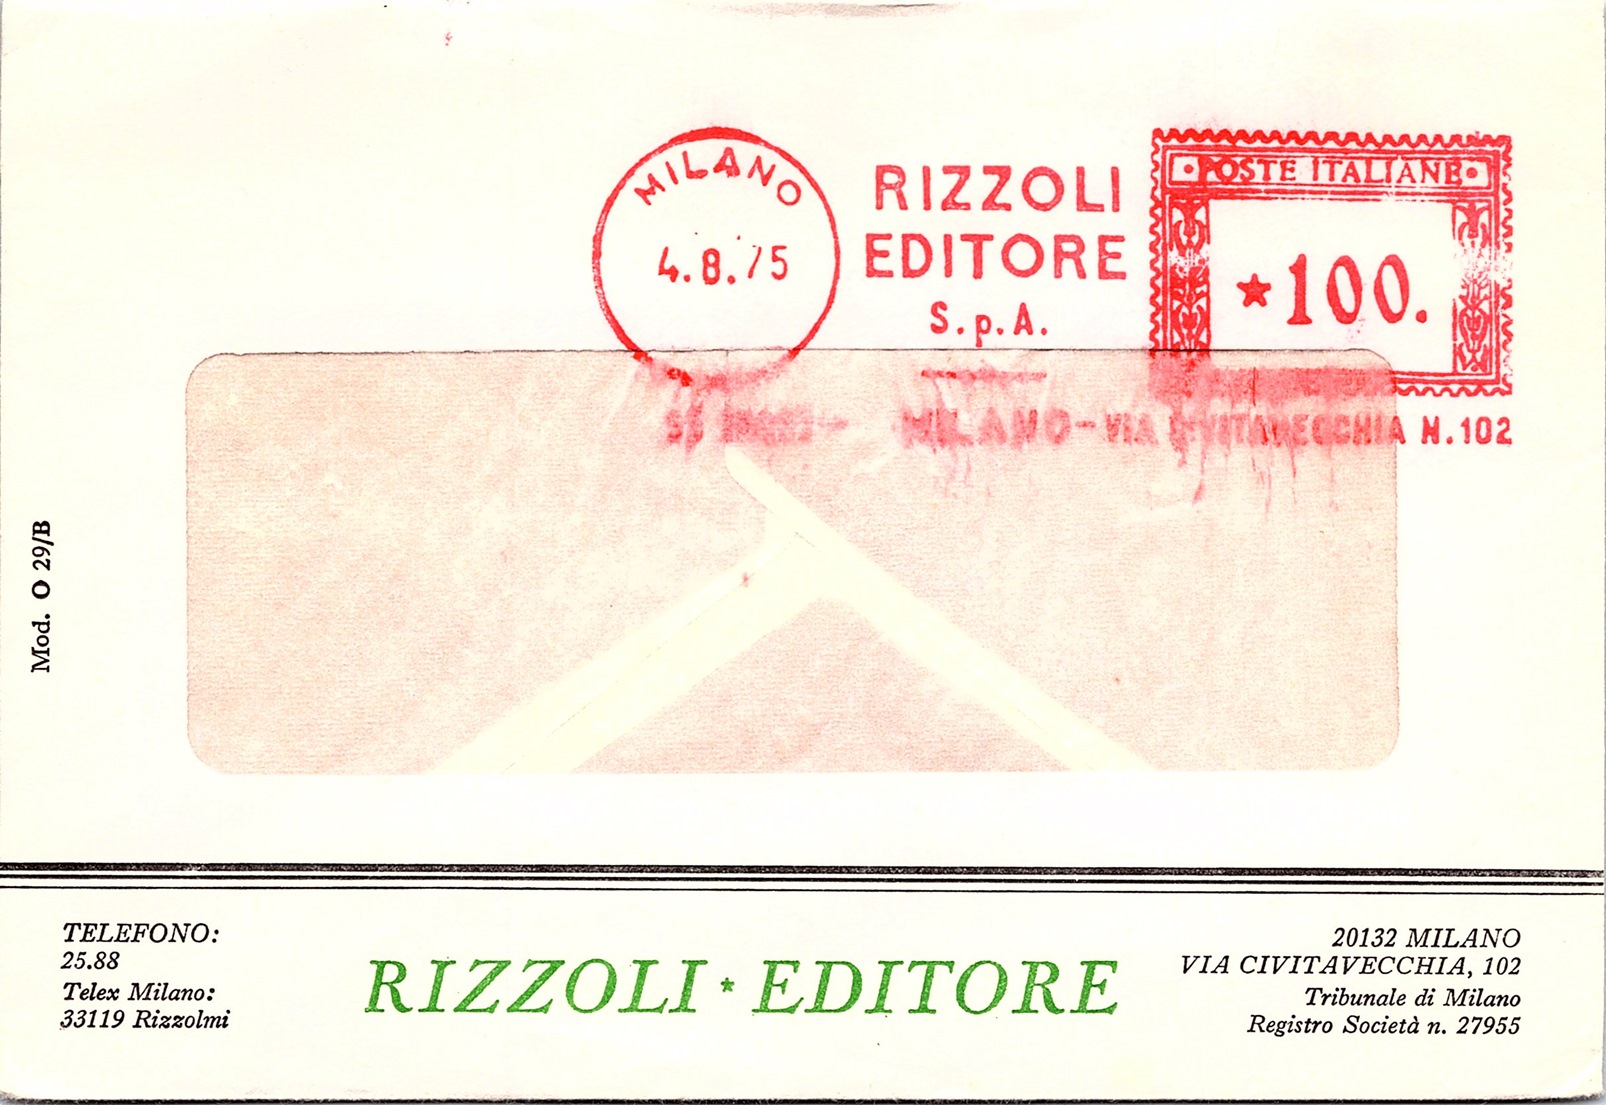 MILANO
4.8.75
RIZZOLI
EDITORE
S.p.A.
POSTE ITALIANE
★100.
MILANO-VIA CIVITAVECCHIA N.102
Mod. O 29/B
TELEFONO:
25.88
Telex Milano:
33119 Rizzolmi
RIZZOLI ★ EDITORE
20132 MILANO
VIA CIVITAVECCHIA, 102
Tribunale di Milano
Registro Società n. 27955